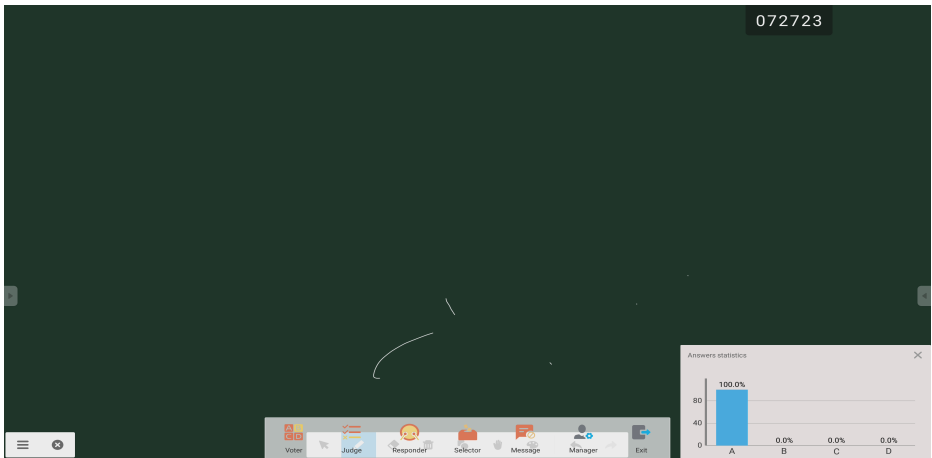 072723
Answers statistics
100.0%
80
40
0
0.0% 0.0% 0.0%
A B C D
A B
C D
Voter Judge Responder Selector Message Manager Exit